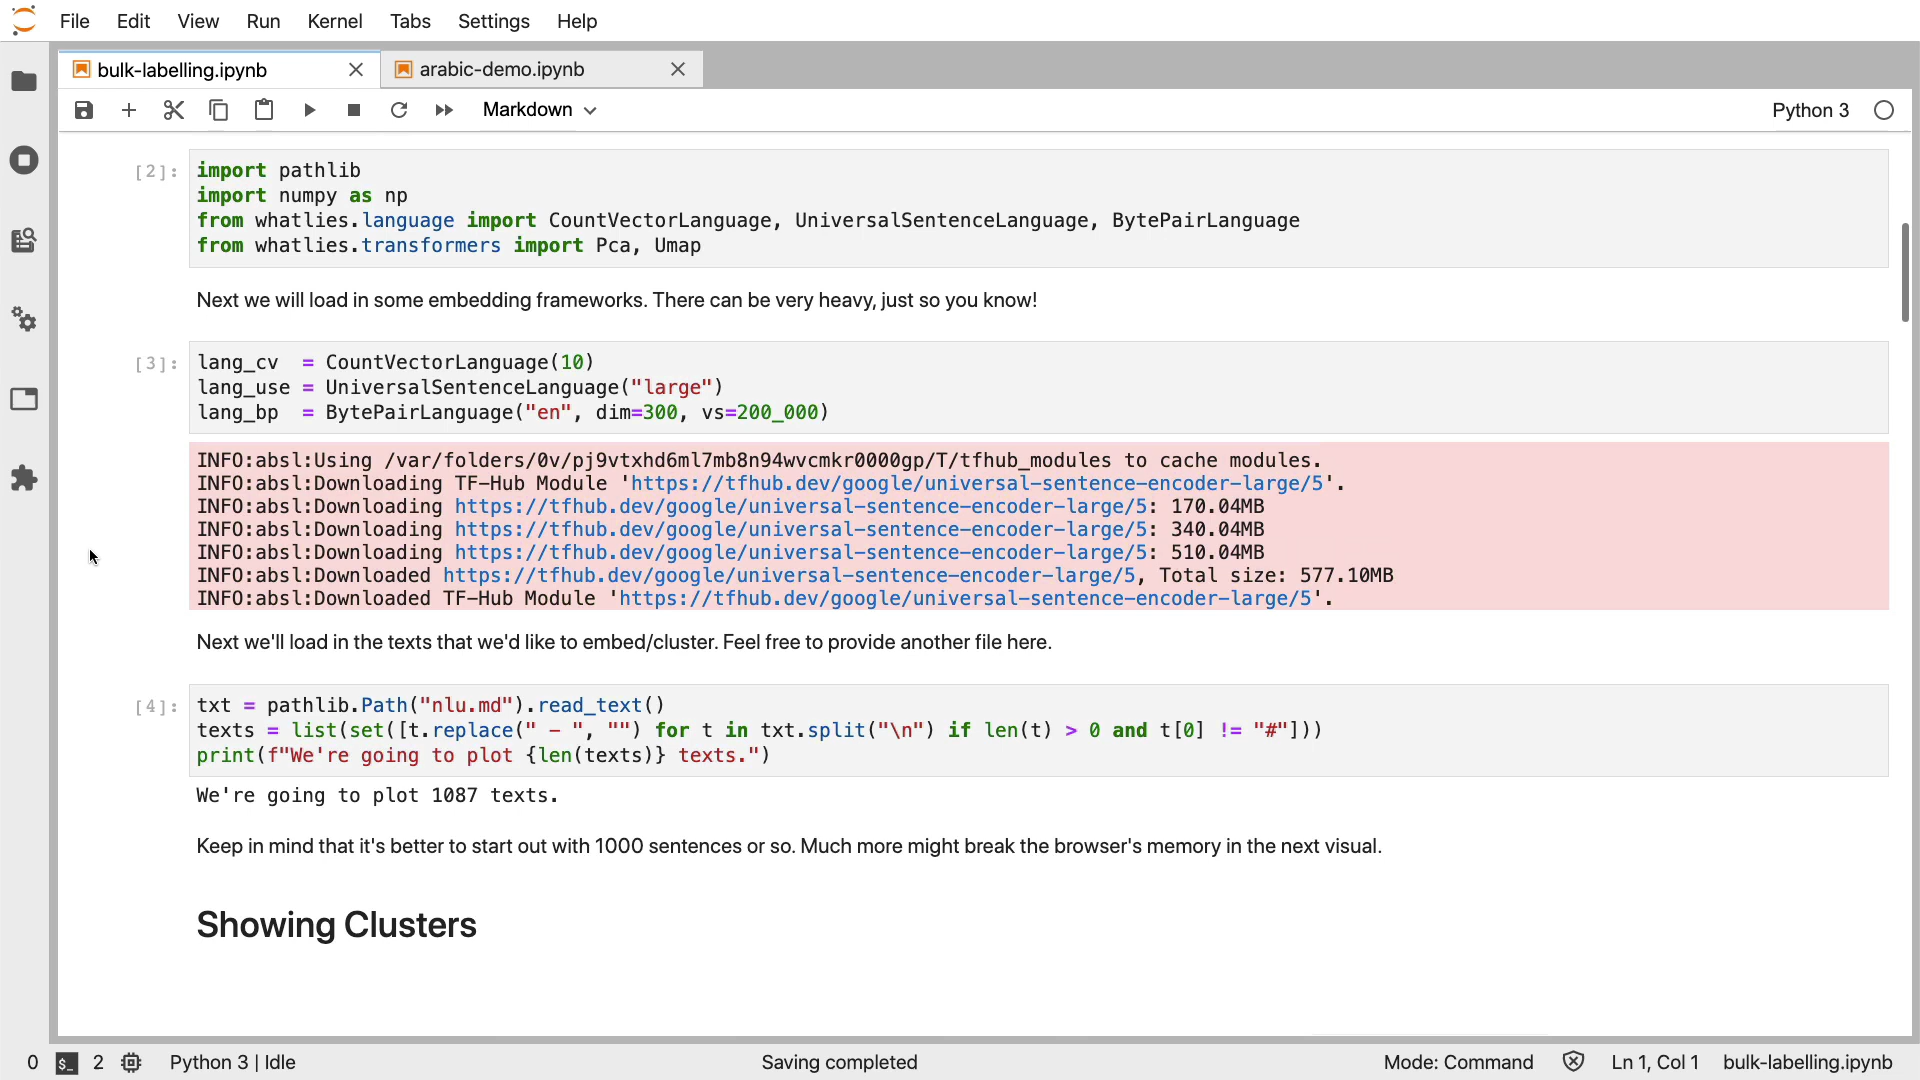 File Edit View Run Kernel Tabs Settings Help
bulk-labelling.ipynb arabic-demo.ipynb
Markdown Python 3
[2]: import pathlib
import numpy as np
from whatlies.language import CountVectorLanguage, UniversalSentenceLanguage, BytePairLanguage
from whatlies.transformers import Pca, Umap
Next we will load in some embedding frameworks. There can be very heavy, just so you know!
[3]: lang_cv  = CountVectorLanguage(10)
lang_use = UniversalSentenceLanguage("large")
lang_bp  = BytePairLanguage("en", dim=300, vs=200_000)
INFO:absl:Using /var/folders/0v/pj9vtxhd6ml7mb8n94wvcmkr0000gp/T/tfhub_modules to cache modules.
INFO:absl:Downloading TF-Hub Module 'https://tfhub.dev/google/universal-sentence-encoder-large/5'.
INFO:absl:Downloading https://tfhub.dev/google/universal-sentence-encoder-large/5: 170.04MB
INFO:absl:Downloading https://tfhub.dev/google/universal-sentence-encoder-large/5: 340.04MB
INFO:absl:Downloading https://tfhub.dev/google/universal-sentence-encoder-large/5: 510.04MB
INFO:absl:Downloaded https://tfhub.dev/google/universal-sentence-encoder-large/5, Total size: 577.10MB
INFO:absl:Downloaded TF-Hub Module 'https://tfhub.dev/google/universal-sentence-encoder-large/5'.
Next we'll load in the texts that we'd like to embed/cluster. Feel free to provide another file here.
[4]: txt = pathlib.Path("nlu.md").read_text()
texts = list(set([t.replace(" - ", "") for t in txt.split("\n") if len(t) > 0 and t[0] != "#"]))
print(f"We're going to plot {len(texts)} texts.")
We're going to plot 1087 texts.
Keep in mind that it's better to start out with 1000 sentences or so. Much more might break the browser's memory in the next visual.
Showing Clusters
0 $_ 2 Python 3 | Idle Saving completed Mode: Command Ln 1, Col 1 bulk-labelling.ipynb